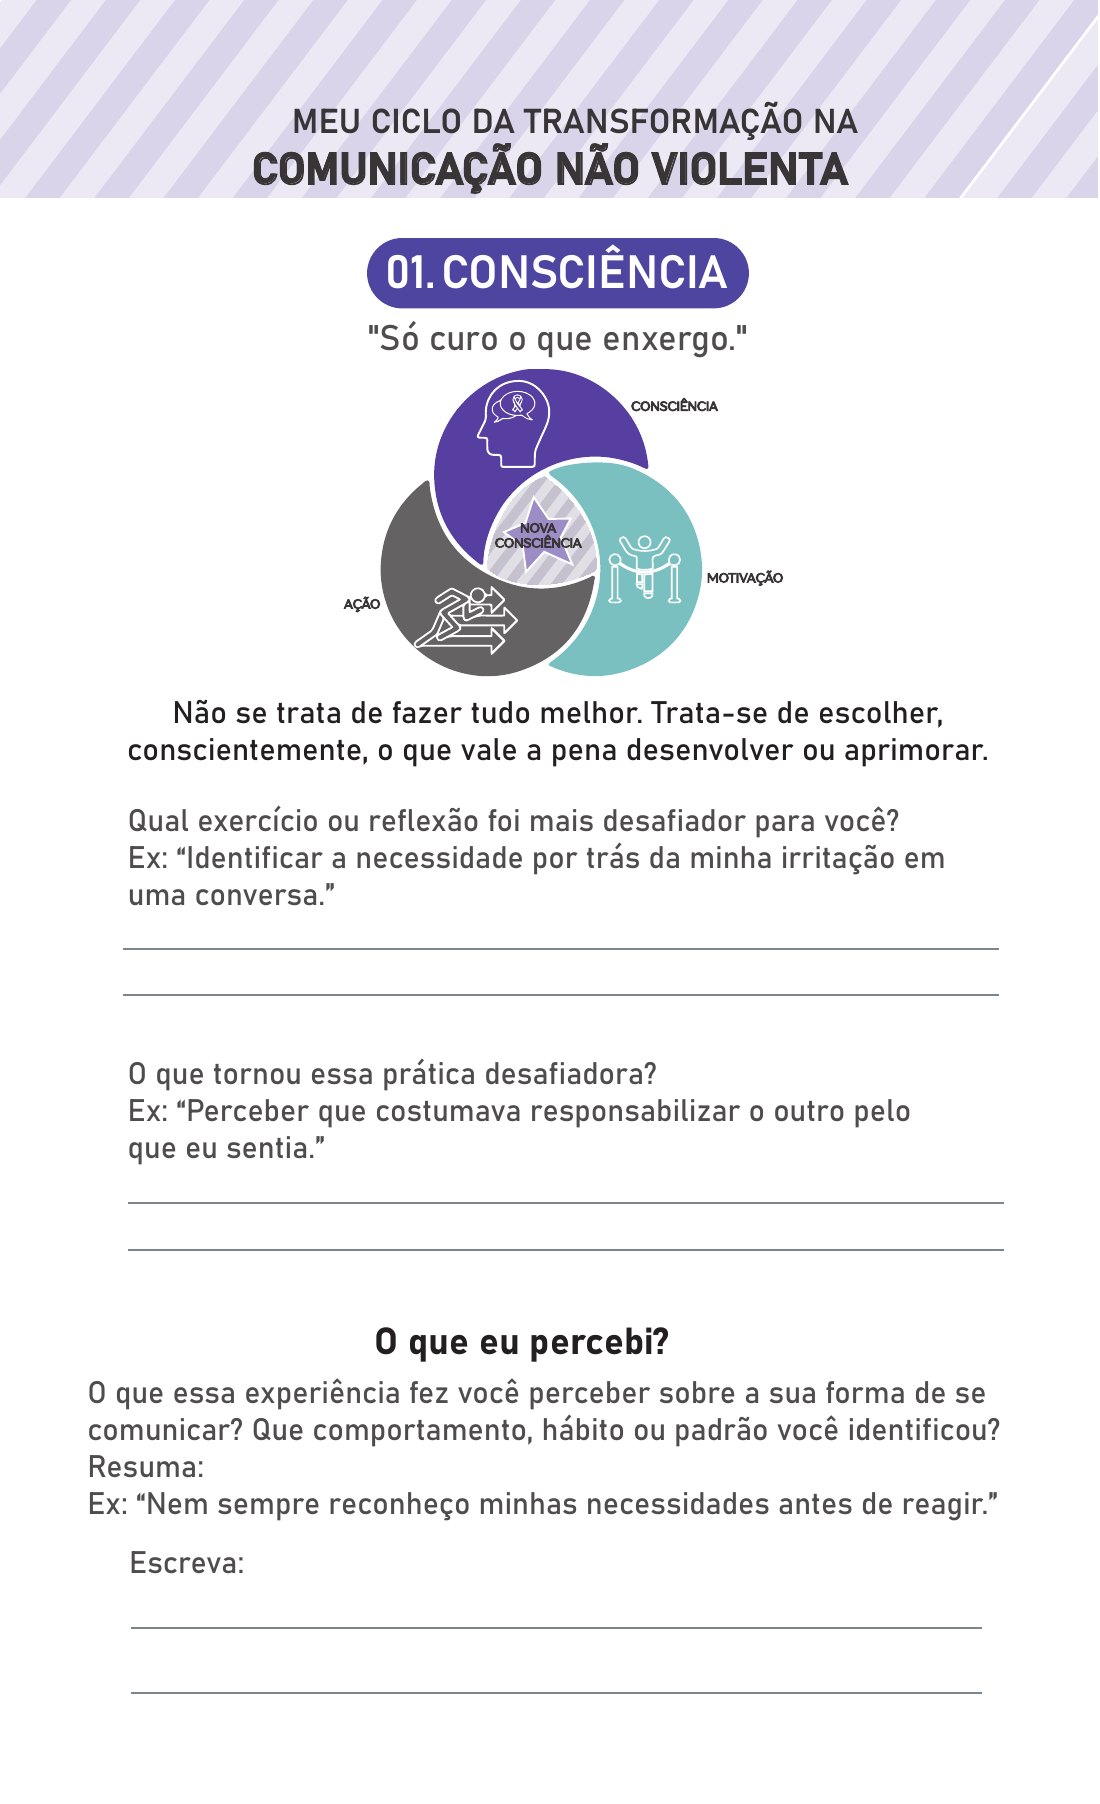 MEU CICLO DA TRANSFORMAÇÃO NA
COMUNICAÇÃO NÃO VIOLENTA
01. CONSCIÊNCIA
"Só curo o que enxergo."
CONSCIÊNCIA
NOVA
CONSCIÊNCIA
MOTIVAÇÃO
AÇÃO
Não se trata de fazer tudo melhor. Trata-se de escolher,
conscientemente, o que vale a pena desenvolver ou aprimorar.
Qual exercício ou reflexão foi mais desafiador para você?
Ex: “Identificar a necessidade por trás da minha irritação em
uma conversa.”
O que tornou essa prática desafiadora?
Ex: “Perceber que costumava responsabilizar o outro pelo
que eu sentia.”
O que eu percebi?
O que essa experiência fez você perceber sobre a sua forma de se
comunicar? Que comportamento, hábito ou padrão você identificou?
Resuma:
Ex: “Nem sempre reconheço minhas necessidades antes de reagir.”
Escreva: